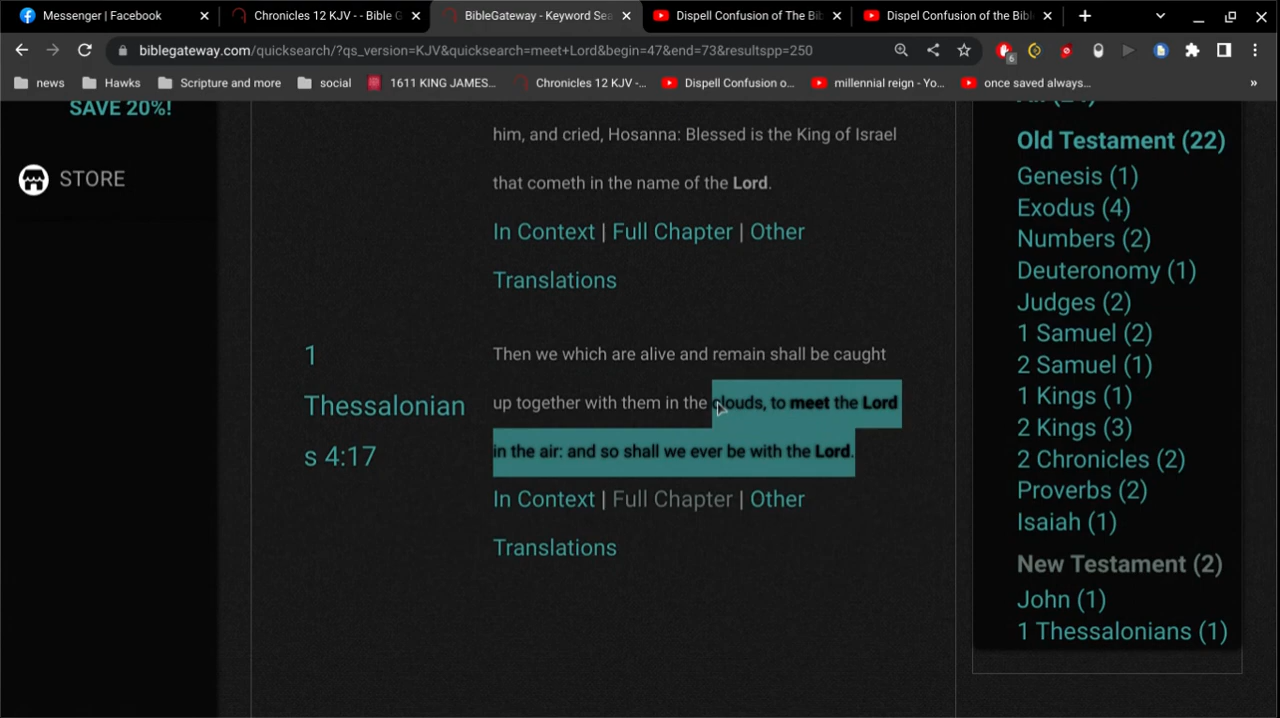 Messenger | Facebook
Chronicles 12 KJV - - Bible G
BibleGateway - Keyword Sea
Dispell Confusion of The Bib
Dispel Confusion of the Bibl
biblegateway.com/quicksearch/?qs_version=KJV&quicksearch=meet+Lord&begin=47&end=73&resultspp=250
6
news
Hawks
Scripture and more
social
1611 KING JAMES...
Chronicles 12 KJV -...
Dispell Confusion o...
millennial reign - Yo...
once saved always...
»
SAVE 20%!
STORE
him, and cried, Hosanna: Blessed is the King of Israel
that cometh in the name of the Lord.
In Context | Full Chapter | Other
Translations
1
Thessalonian
s 4:17
Then we which are alive and remain shall be caught
up together with them in the clouds, to meet the Lord
in the air: and so shall we ever be with the Lord.
In Context | Full Chapter | Other
Translations
Old Testament (22)
Genesis (1)
Exodus (4)
Numbers (2)
Deuteronomy (1)
Judges (2)
1 Samuel (2)
2 Samuel (1)
1 Kings (1)
2 Kings (3)
2 Chronicles (2)
Proverbs (2)
Isaiah (1)
New Testament (2)
John (1)
1 Thessalonians (1)